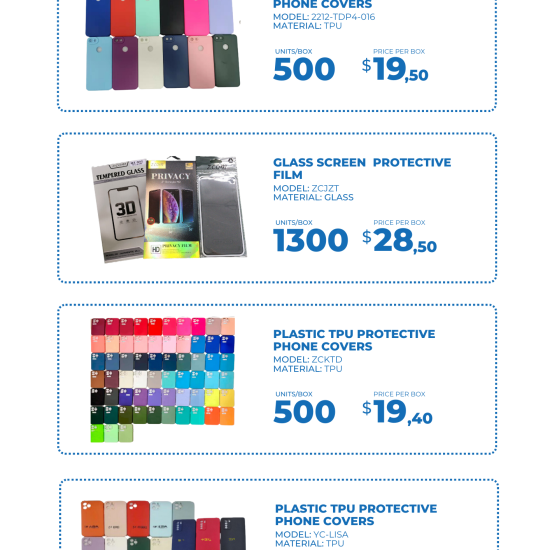 PHONE COVERS
MODEL: 2212-TDP4-016
MATERIAL: TPU
UNITS/BOX
PRICE PER BOX
500
$19,50
TEMPERED GLASS
3D
PRIVACY
HD
PRIVACY FILM
GLASS SCREEN PROTECTIVE
FILM
MODEL: ZCJZT
MATERIAL: GLASS
UNITS/BOX
PRICE PER BOX
1300
$28,50
PLASTIC TPU PROTECTIVE
PHONE COVERS
MODEL: ZCKTD
MATERIAL: TPU
UNITS/BOX
PRICE PER BOX
500
$19,40
PLASTIC TPU PROTECTIVE
PHONE COVERS
MODEL: YC-LISA
MATERIAL: TPU